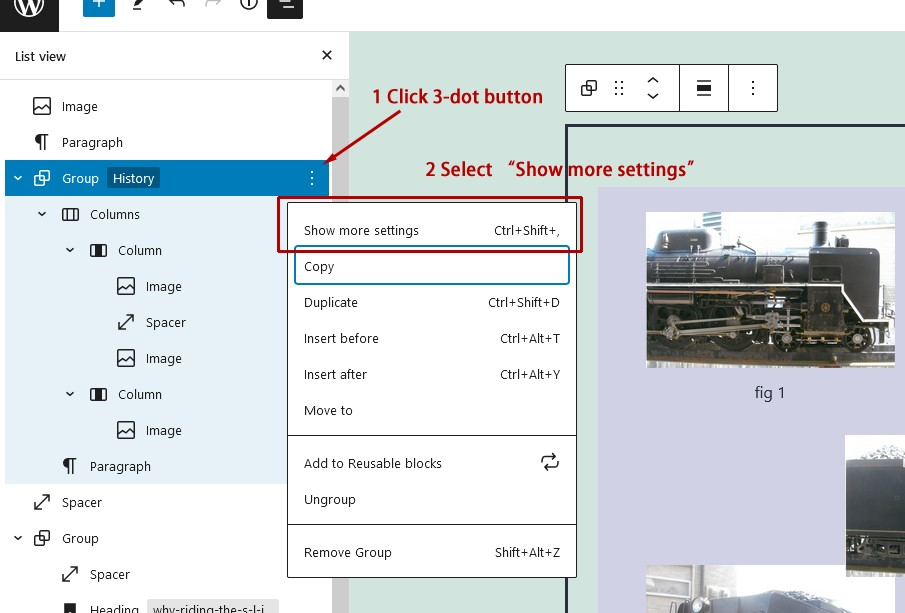 List view
1 Click 3-dot button
Image
Paragraph
Group History
2 Select “Show more settings”
Columns
Show more settings Ctrl+Shift+,
Column
Copy
Image
Duplicate Ctrl+Shift+D
Spacer
Insert before Ctrl+Alt+T
Image
Insert after Ctrl+Alt+Y
Column
fig 1
Move to
Image
Paragraph
Add to Reusable blocks
Spacer
Ungroup
Group
Remove Group Shift+Alt+Z
Spacer
Heading why-riding-the-s-l-i